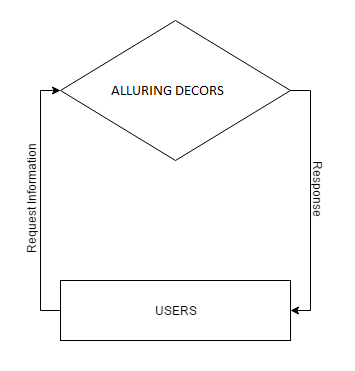 ALLURING DECORS
Request Information
Response
USERS